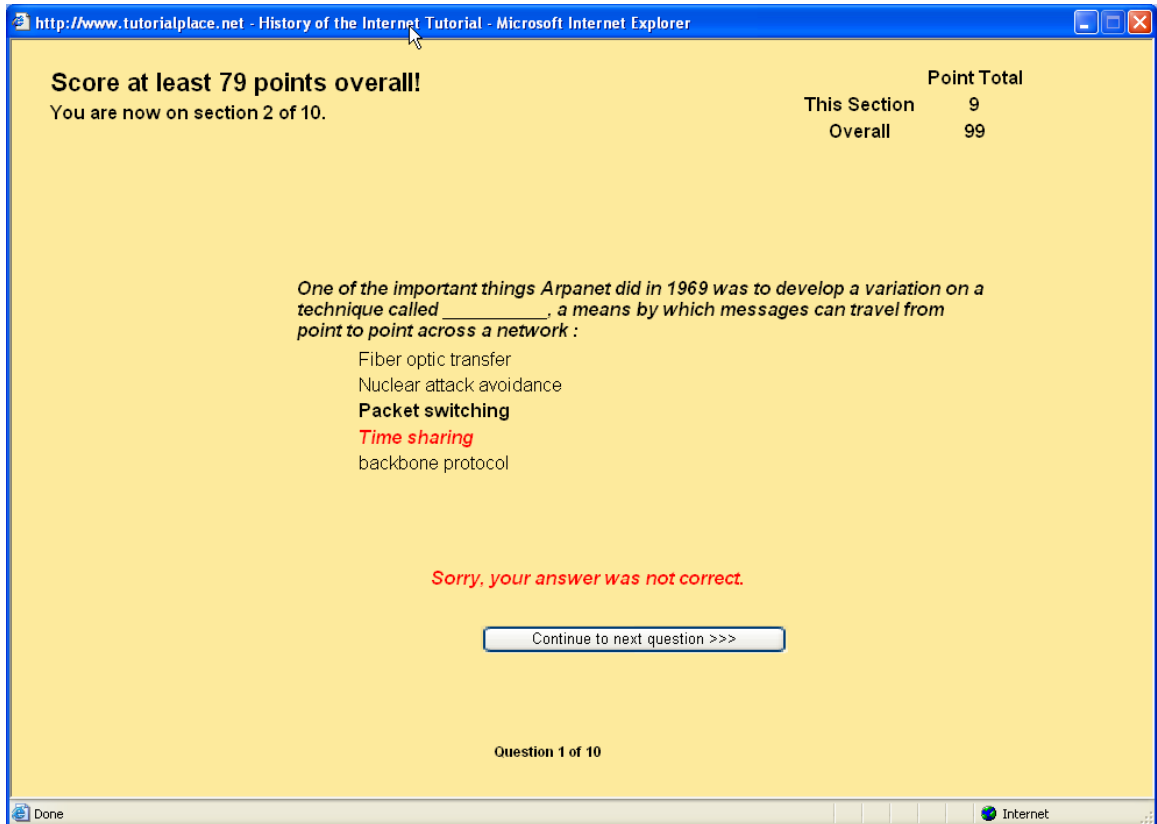 http://www.tutorialplace.net - History of the Internet Tutorial - Microsoft Internet Explorer
Score at least 79 points overall!
You are now on section 2 of 10.
Point Total
This Section 9
Overall 99
One of the important things Arpanet did in 1969 was to develop a variation on a
technique called __________, a means by which messages can travel from
point to point across a network :
Fiber optic transfer
Nuclear attack avoidance
Packet switching
Time sharing
backbone protocol
Sorry, your answer was not correct.
Continue to next question >>>
Question 1 of 10
Done Internet